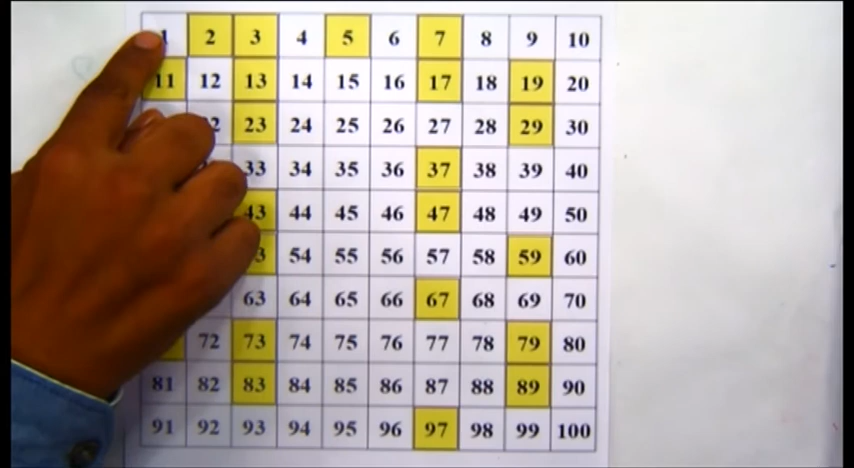 1 2 3 4 5 6 7 8 9 10
11 12 13 14 15 16 17 18 19 20
23 24 25 26 27 28 29 30
33 34 35 36 37 38 39 40
43 44 45 46 47 48 49 50
54 55 56 57 58 59 60
63 64 65 66 67 68 69 70
72 73 74 75 76 77 78 79 80
81 82 83 84 85 86 87 88 89 90
91 92 93 94 95 96 97 98 99 100